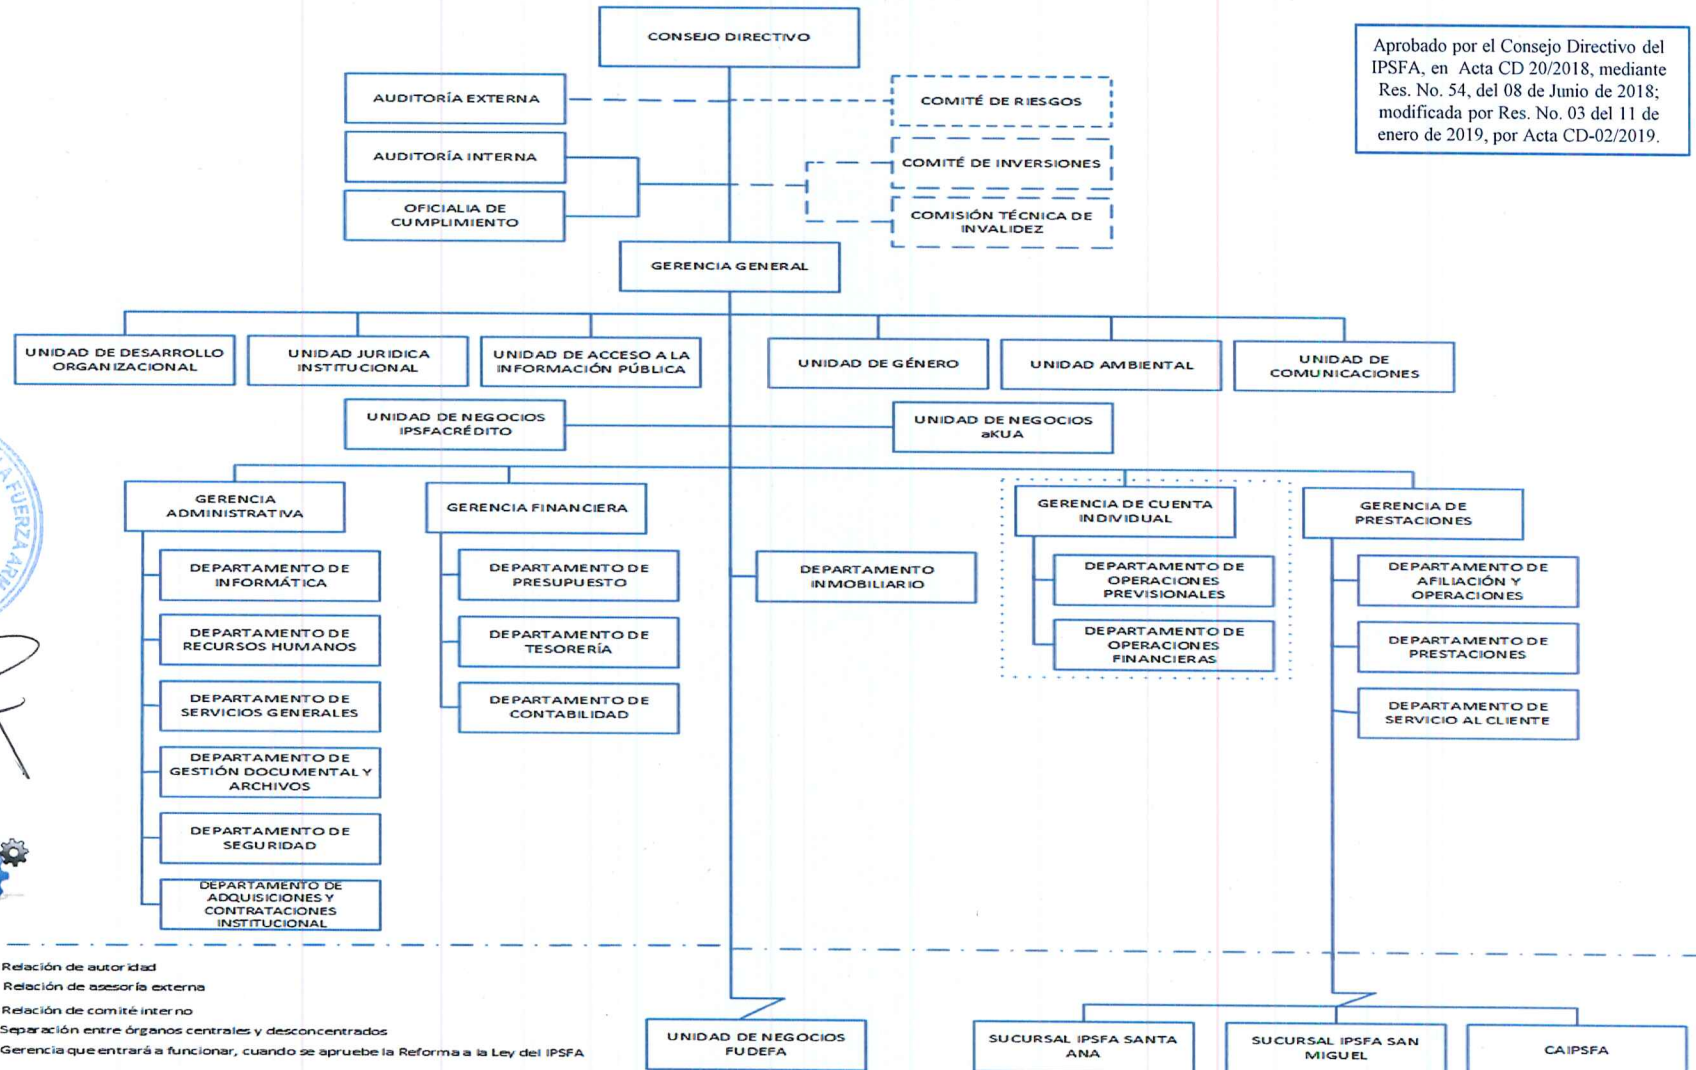 CONSEJO DIRECTIVO
Aprobado por el Consejo Directivo del
IPSFA, en Acta CD 20/2018, mediante
Res. No. 54, del 08 de Junio de 2018;
modificada por Res. No. 03 del 11 de
enero de 2019, por Acta CD-02/2019.
AUDITORÍA EXTERNA
COMITÉ DE RIESGOS
AUDITORÍA INTERNA
COMITÉ DE INVERSIONES
OFICIALIA DE
CUMPLIMIENTO
COMISIÓN TÉCNICA DE
INVALIDEZ
GERENCIA GENERAL
UNIDAD DE DESARROLLO
ORGANIZACIONAL
UNIDAD JURIDICA
INSTITUCIONAL
UNIDAD DE ACCESO A LA
INFORMACIÓN PÚBLICA
UNIDAD DE GÉNERO
UNIDAD AMBIENTAL
UNIDAD DE
COMUNICACIONES
UNIDAD DE NEGOCIOS
IPSFACRÉDITO
UNIDAD DE NEGOCIOS
aKUA
GERENCIA
ADMINISTRATIVA
GERENCIA FINANCIERA
GERENCIA DE CUENTA
INDIVIDUAL
GERENCIA DE
PRESTACIONES
DEPARTAMENTO DE
INFORMÁTICA
DEPARTAMENTO DE
RECURSOS HUMANOS
DEPARTAMENTO DE
SERVICIOS GENERALES
DEPARTAMENTO DE
GESTIÓN DOCUMENTAL Y
ARCHIVOS
DEPARTAMENTO DE
SEGURIDAD
DEPARTAMENTO DE
ADQUISICIONES Y
CONTRATACIONES
INSTITUCIONAL
DEPARTAMENTO DE
PRESUPUESTO
DEPARTAMENTO DE
TESORERÍA
DEPARTAMENTO DE
CONTABILIDAD
DEPARTAMENTO
INMOBILIARIO
DEPARTAMENTO DE
OPERACIONES
PREVISIONALES
DEPARTAMENTO DE
OPERACIONES
FINANCIERAS
DEPARTAMENTO DE
AFILIACIÓN Y
OPERACIONES
DEPARTAMENTO DE
PRESTACIONES
DEPARTAMENTO DE
SERVICIO AL CLIENTE
LA FUERZA ARM
Relación de autoridad
Relación de asesoría externa
Relación de comité interno
Separación entre órganos centrales y desconcentrados
Gerencia que entrará a funcionar, cuando se apruebe la Reforma a la Ley del IPSFA
UNIDAD DE NEGOCIOS
FUDEFA
SUCURSAL IPSFA SANTA
ANA
SUCURSAL IPSFA SAN
MIGUEL
CAIPSFA